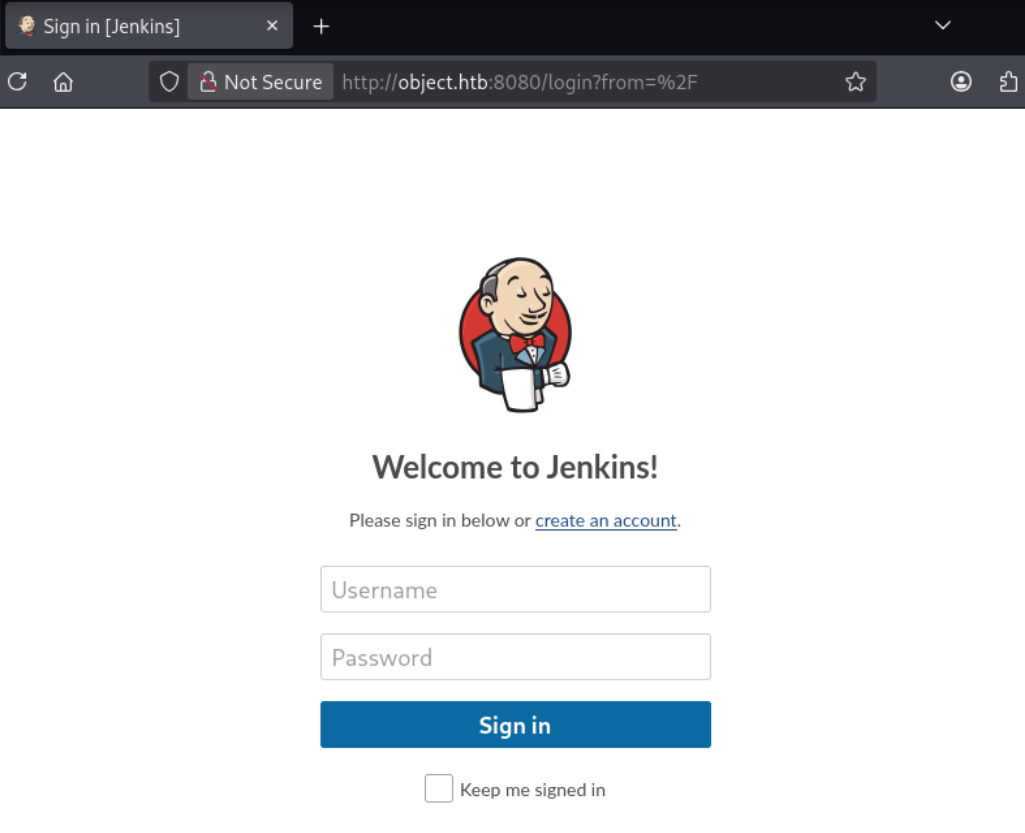 Sign in [Jenkins]
Not Secure http://object.htb:8080/login?from=%2F
Welcome to Jenkins!
Please sign in below or create an account.
Username
Password
Sign in
Keep me signed in